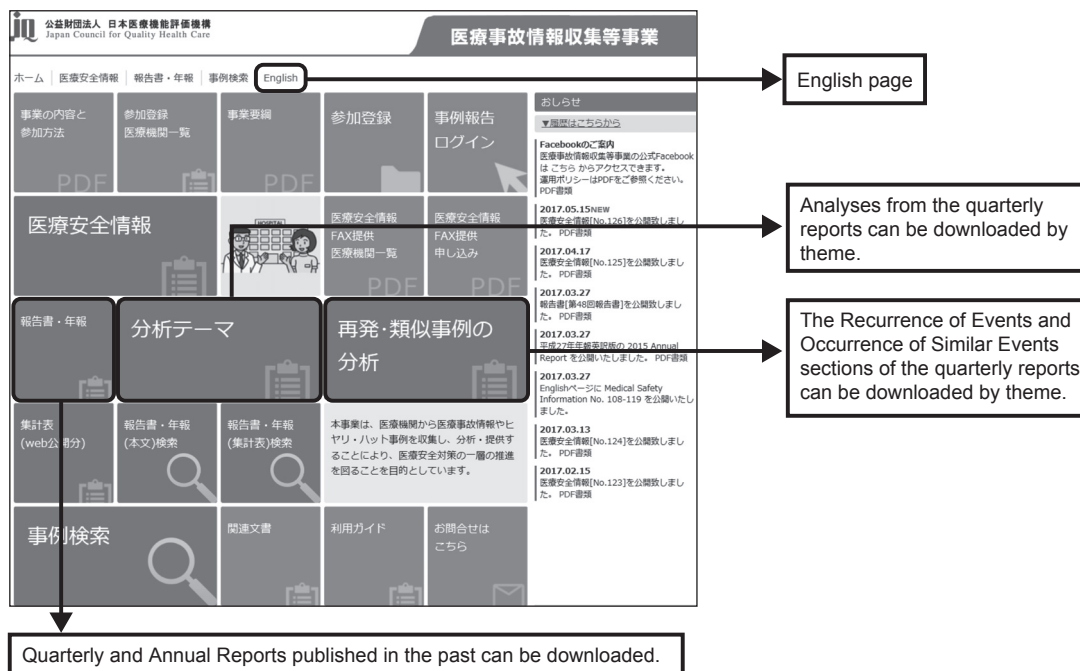 公益財団法人 日本医療機能評価機構
Japan Council for Quality Health Care
医療事故情報収集等事業
ホーム 医療安全情報 報告書・年報 事例検索 English
English page
事業の内容と
参加方法
PDF
参加登録
医療機関一覧
事業要綱
PDF
参加登録
事例報告
ログイン
おしらせ
▼履歴はこちらから
Facebookのご案内
医療事故情報収集等事業の公式Facebook
は こちら からアクセスできます。
運用ポリシーはPDFをご参照ください。
PDF書類
2017.05.15NEW
医療安全情報[No.126]を公開致しまし
た。 PDF書類
2017.04.17
医療安全情報[No.125]を公開致しまし
た。 PDF書類
2017.03.27
報告書[第48回報告書]を公開致しまし
た。 PDF書類
2017.03.27
平成27年年報英訳版の 2015 Annual
Report を公開いたしました。 PDF書類
2017.03.27
Englishページに Medical Safety
Information No. 108-119 を公開いたし
ました。
2017.03.13
医療安全情報[No.124]を公開致しまし
た。 PDF書類
2017.02.15
医療安全情報[No.123]を公開致しまし
た。 PDF書類
医療安全情報
HOSPITAL
医療安全情報
FAX提供
医療機関一覧
PDF
医療安全情報
FAX提供
申し込み
PDF
Analyses from the quarterly
reports can be downloaded by
theme.
報告書・年報
分析テーマ
再発・類似事例の
分析
The Recurrence of Events and
Occurrence of Similar Events
sections of the quarterly reports
can be downloaded by theme.
集計表
(web公開分)
報告書・年報
(本文)検索
報告書・年報
(集計表)検索
本事業は、医療機関から医療事故情報やヒ
ヤリ・ハット事例を収集し、分析・提供す
ることにより、医療安全対策の一層の推進
を図ることを目的としています。
事例検索
関連文書
利用ガイド
お問合せは
こちら
Quarterly and Annual Reports published in the past can be downloaded.